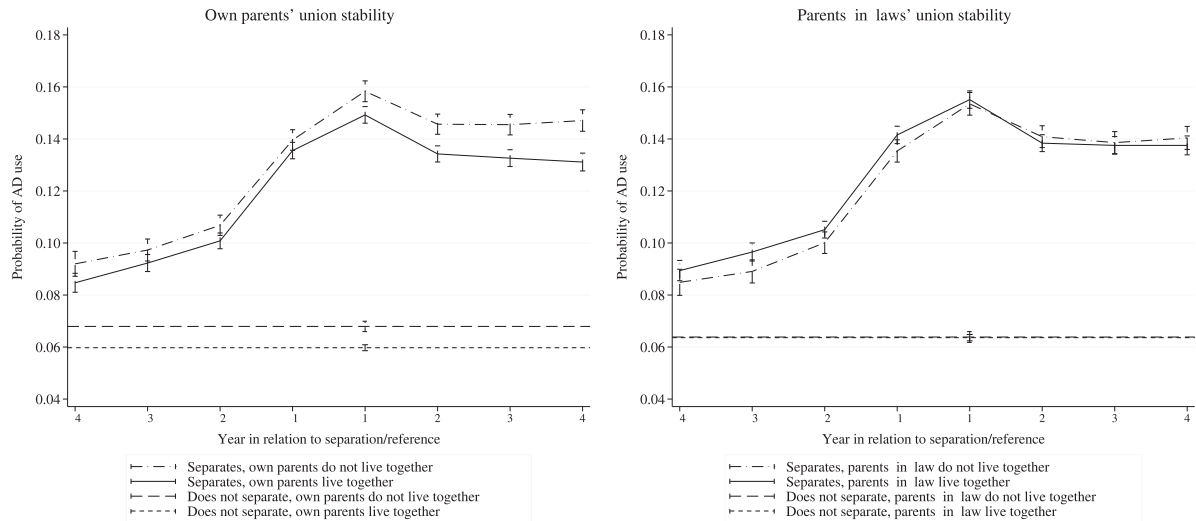 Own parents’ union stability
0.18
0.16
0.14
0.12
0.10
0.08
0.06
0.04
Probability of AD use
4 3 2 1 1 2 3 4
Year in relation to separation/reference
Separates, own parents do not live together
Separates, own parents live together
Does not separate, own parents do not live together
Does not separate, own parents live together
Parents in laws’ union stability
0.18
0.16
0.14
0.12
0.10
0.08
0.06
0.04
Probability of AD use
4 3 2 1 1 2 3 4
Year in relation to separation/reference
Separates, parents in law do not live together
Separates, parents in law live together
Does not separate, parents in law do not live together
Does not separate, parents in law live together